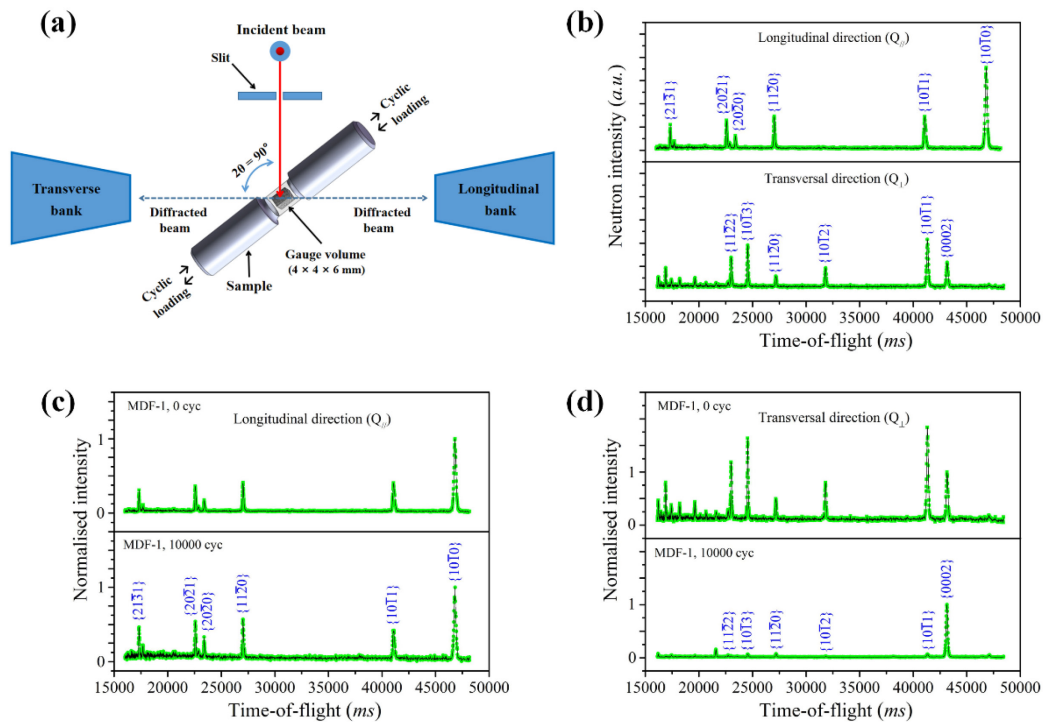 (a)
Incident beam
Slit
Cyclic
loading
2θ = 90°
Transverse
bank
Diffracted
beam
Diffracted
beam
Longitudinal
bank
Gauge volume
(4 × 4 × 6 mm)
Cyclic
loading
Sample
(b)
Neutron intensity (a.u.)
Longitudinal direction (Q//)
{213̄1}
{202̄1}
{202̄0}
{112̄0}
{101̄1}
{101̄0}
Transversal direction (Q⊥)
{112̄2}
{101̄3}
{112̄0}
{101̄2}
{101̄1}
{0002}
15000 20000 25000 30000 35000 40000 45000 50000
Time-of-flight (ms)
(c)
Normalised intensity
MDF-1, 0 cyc
Longitudinal direction (Q//)
1
0
MDF-1, 10000 cyc
{213̄1}
{202̄1}
{202̄0}
{112̄0}
{101̄1}
{101̄0}
1
0
15000 20000 25000 30000 35000 40000 45000 50000
Time-of-flight (ms)
(d)
Normalised intensity
MDF-1, 0 cyc
Transversal direction (Q⊥)
1
0
MDF-1, 10000 cyc
{112̄2}
{101̄3}
{112̄0}
{101̄2}
{101̄1}
{0002}
1
0
15000 20000 25000 30000 35000 40000 45000 50000
Time-of-flight (ms)